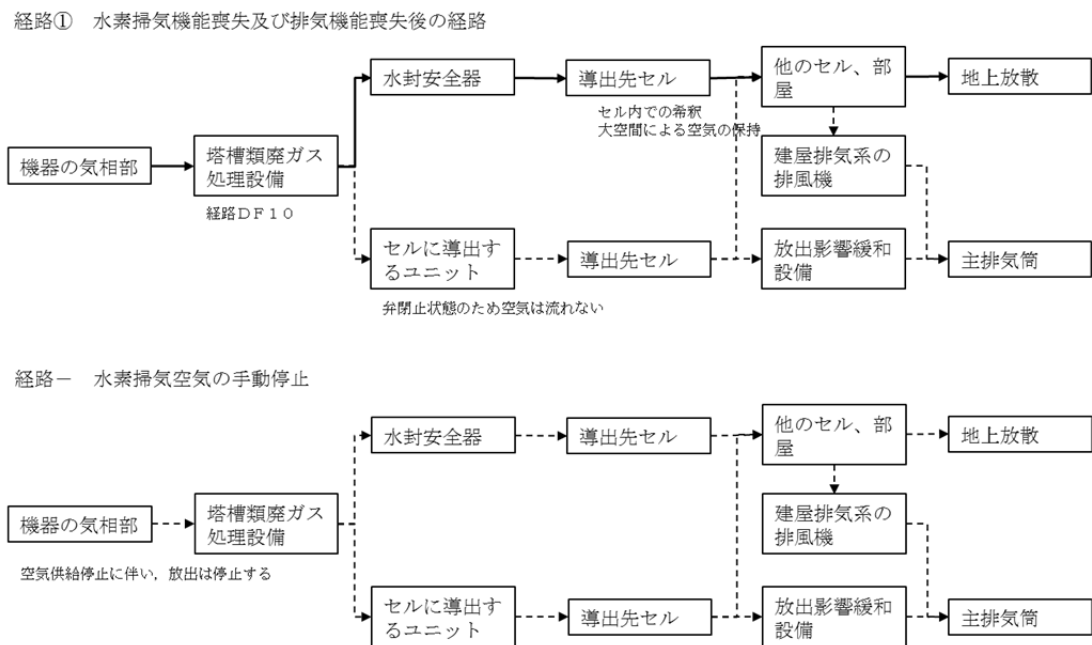 経路① 水素掃気機能喪失及び排気機能喪失後の経路
水封安全器
導出先セル
他のセル、部
屋
地上放散
セル内での希釈
大空間による空気の保持
機器の気相部
塔槽類廃ガス
処理設備
経路DF10
建屋排気系の
排風機
セルに導出す
るユニット
導出先セル
放出影響緩和
設備
主排気筒
弁閉止状態のため空気は流れない
経路－ 水素掃気空気の手動停止
水封安全器
導出先セル
他のセル、部
屋
地上放散
機器の気相部
塔槽類廃ガス
処理設備
建屋排気系の
排風機
空気供給停止に伴い,放出は停止する
セルに導出す
るユニット
導出先セル
放出影響緩和
設備
主排気筒